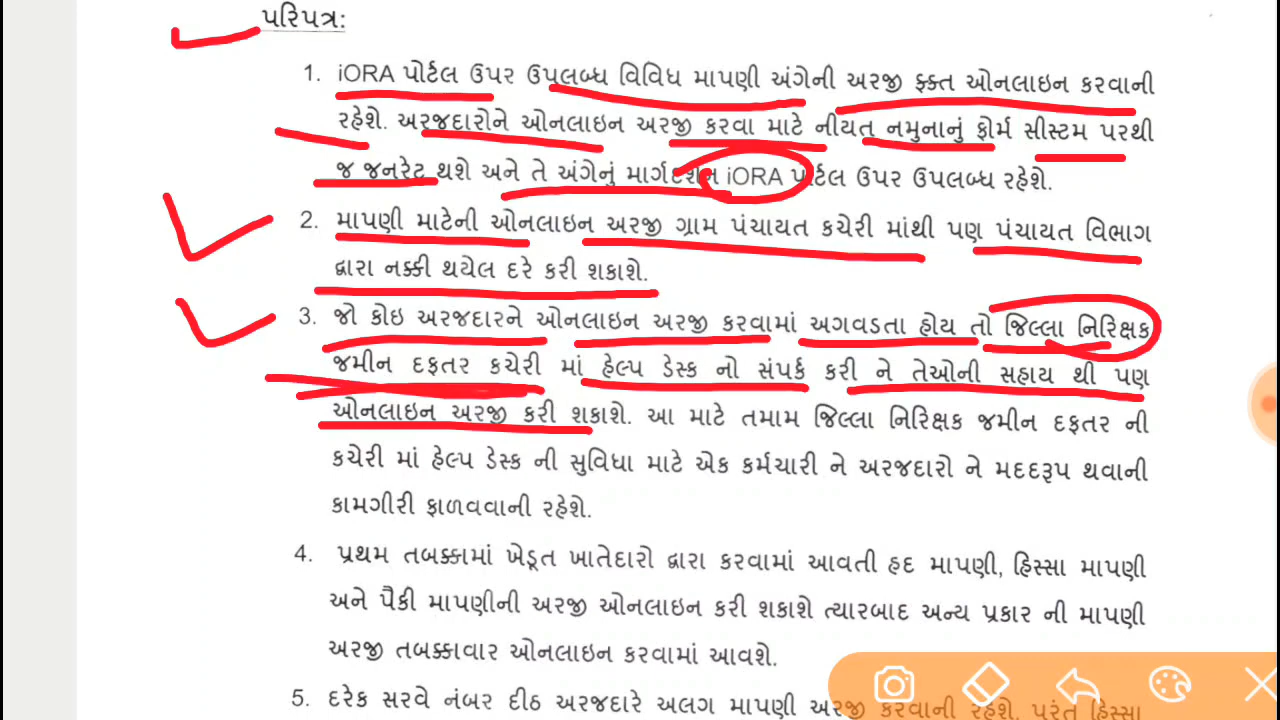 પરિપત્ર:
1. iORA પોર્ટલ ઉપર ઉપલબ્ધ વિવિધ માપણી અંગેની અરજી ફક્ત ઓનલાઇન કરવાની
રહેશે. અરજદારોને ઓનલાઇન અરજી કરવા માટે નીયત નમુનાનું ફોર્મ સીસ્ટમ પરથી
જ જનરેટ થશે અને તે અંગેનું માર્ગદર્શન iORA પોર્ટલ ઉપર ઉપલબ્ધ રહેશે.
2. માપણી માટેની ઓનલાઇન અરજી ગ્રામ પંચાયત કચેરી માંથી પણ પંચાયત વિભાગ
દ્વારા નક્કી થયેલ દરે કરી શકાશે.
3. જો કોઇ અરજદારને ઓનલાઇન અરજી કરવામાં અગવડતા હોય તો જિલ્લા નિરિક્ષક
જમીન દફતર કચેરી માં હેલ્પ ડેસ્ક નો સંપર્ક કરી ને તેઓની સહાય થી પણ
ઓનલાઇન અરજી કરી શકાશે. આ માટે તમામ જિલ્લા નિરિક્ષક જમીન દફતર ની
કચેરી માં હેલ્પ ડેસ્ક ની સુવિધા માટે એક કર્મચારી ને અરજદારો ને મદદરૂપ થવાની
કામગીરી ફાળવવાની રહેશે.
4. પ્રથમ તબક્કામાં ખેડૂત ખાતેદારો દ્વારા કરવામાં આવતી હદ માપણી, હિસ્સા માપણી
અને પૈકી માપણીની અરજી ઓનલાઇન કરી શકાશે ત્યારબાદ અન્ય પ્રકાર ની માપણી
અરજી તબક્કાવાર ઓનલાઇન કરવામાં આવશે.
5. દરેક સરવે નંબર દીઠ અરજદારે અલગ માપણી અરજી કરવાની રહેશે. પરંતુ હિસ્સા